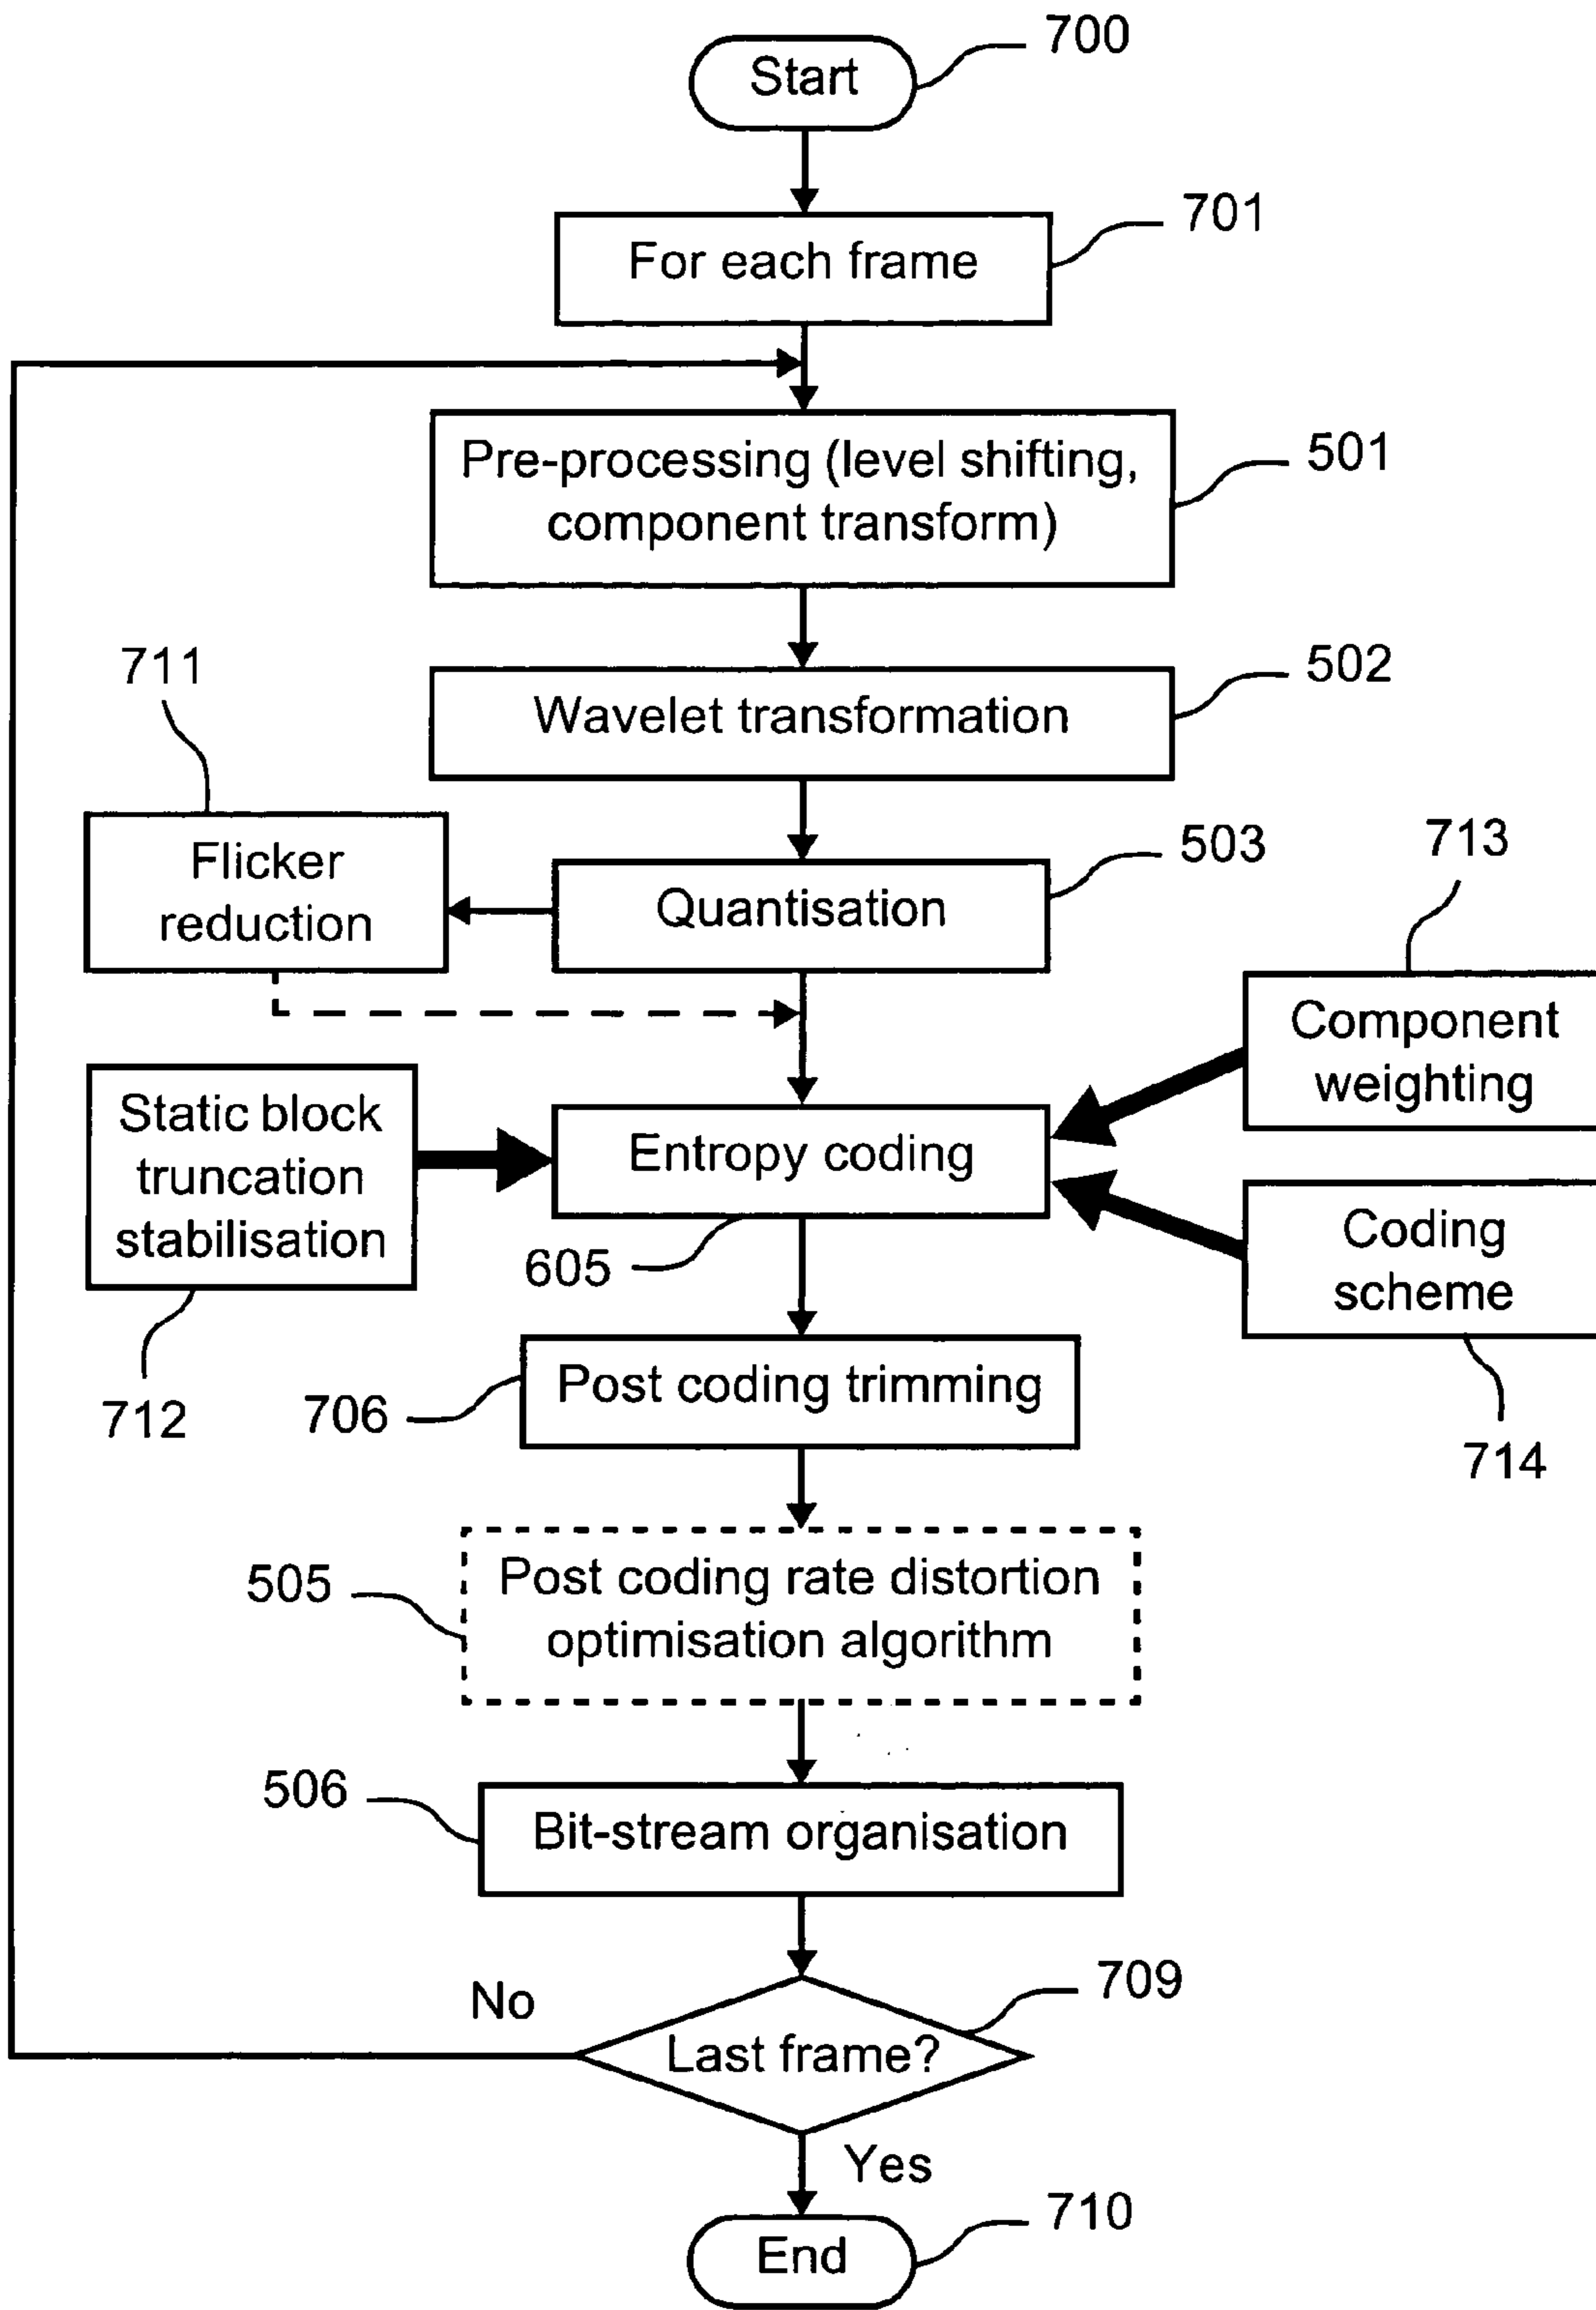 700
Start
701
For each frame
Pre-processing (level shifting,
component transform)
501
711
502
Wavelet transformation
Flicker
reduction
503
Quantisation
713
Component
weighting
Static block
truncation
stabilisation
Entropy coding
605
Coding
scheme
712
706
Post coding trimming
714
505
Post coding rate distortion
optimisation algorithm
506
Bit-stream organisation
No
709
Last frame?
Yes
710
End